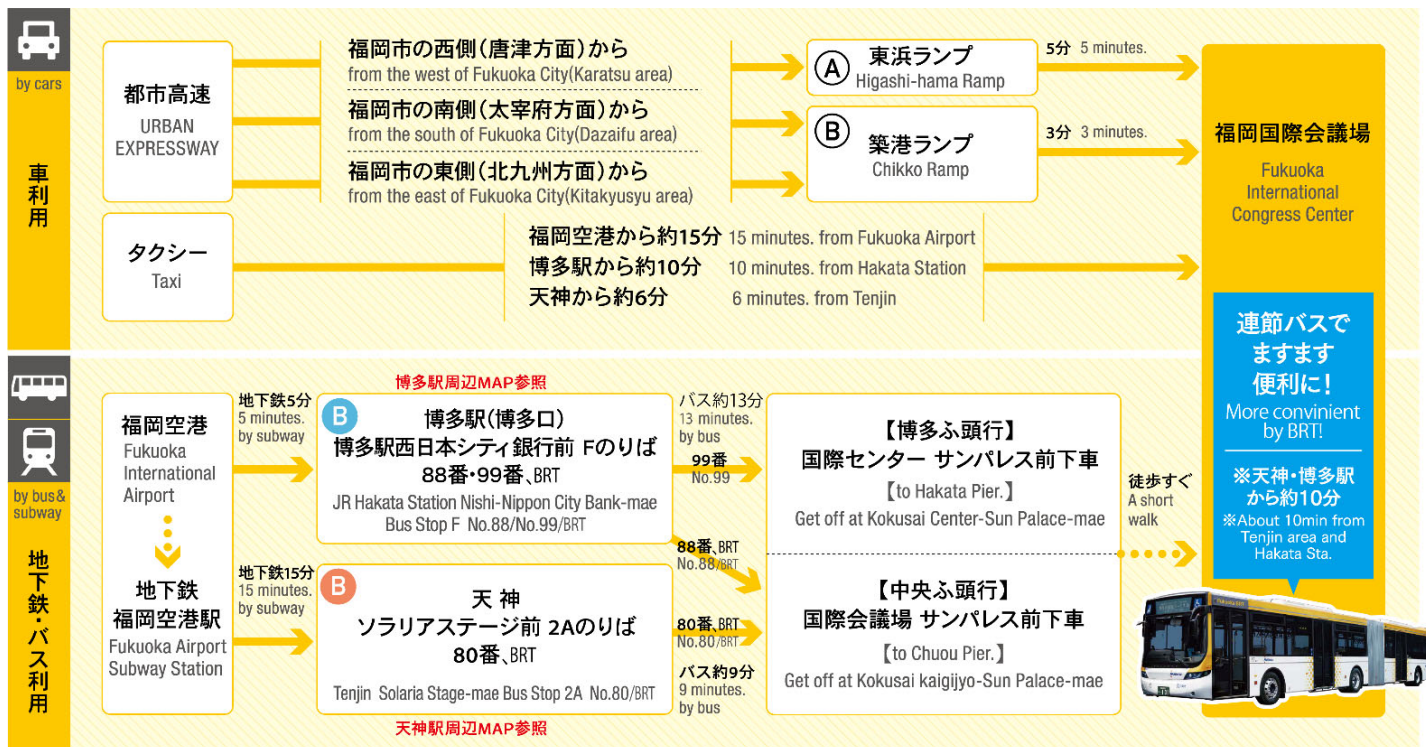 by cars
車利用
都市高速
URBAN
EXPRESSWAY
福岡市の西側(唐津方面)から
from the west of Fukuoka City(Karatsu area)
福岡市の南側(太宰府方面)から
from the south of Fukuoka City(Dazaifu area)
福岡市の東側(北九州方面)から
from the east of Fukuoka City(Kitakyusyu area)
A
東浜ランプ
Higashi-hama Ramp
5分 5 minutes.
B
築港ランプ
Chikko Ramp
3分 3 minutes.
タクシー
Taxi
福岡空港から約15分 15 minutes. from Fukuoka Airport
博多駅から約10分 10 minutes. from Hakata Station
天神から約6分 6 minutes. from Tenjin
福岡国際会議場
Fukuoka
International
Congress Center
連節バスで
ますます
便利に!
More convinient
by BRT!
※天神・博多駅
から約10分
※About 10min from
Tenjin area and
Hakata Sta.
by bus&
subway
地下鉄・バス利用
福岡空港
Fukuoka
International
Airport
地下鉄
福岡空港駅
Fukuoka Airport
Subway Station
地下鉄5分
5 minutes.
by subway
地下鉄15分
15 minutes.
by subway
博多駅周辺MAP参照
B
博多駅(博多口)
博多駅西日本シティ銀行前 Fのりば
88番・99番、BRT
JR Hakata Station Nishi-Nippon City Bank-mae
Bus Stop F No.88/No.99/BRT
B
天神
ソラリアステージ前 2Aのりば
80番、BRT
Tenjin Solaria Stage-mae Bus Stop 2A No.80/BRT
天神駅周辺MAP参照
バス約13分
13 minutes.
by bus
99番
No.99
88番、BRT
No.88/BRT
80番、BRT
No.80/BRT
バス約9分
9 minutes.
by bus
【博多ふ頭行】
国際センター サンパレス前下車
【to Hakata Pier.】
Get off at Kokusai Center-Sun Palace-mae
【中央ふ頭行】
国際会議場 サンパレス前下車
【to Chuou Pier.】
Get off at Kokusai kaigijyo-Sun Palace-mae
徒歩すぐ
A short
walk